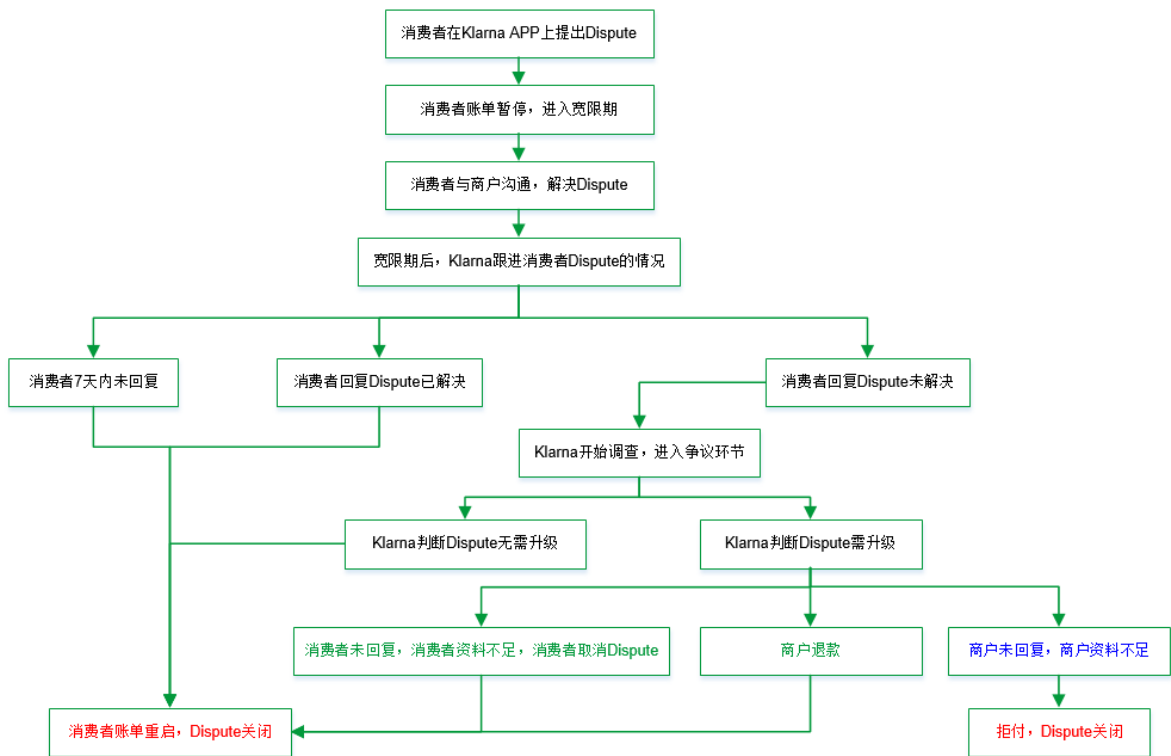 消费者在Klarna APP上提出Dispute
消费者账单暂停，进入宽限期
消费者与商户沟通，解决Dispute
宽限期后，Klarna跟进消费者Dispute的情况
消费者7天内未回复
消费者回复Dispute已解决
消费者回复Dispute未解决
Klarna开始调查，进入争议环节
Klarna判断Dispute无需升级
Klarna判断Dispute需升级
消费者未回复，消费者资料不足，消费者取消Dispute
商户退款
商户未回复，商户资料不足
消费者账单重启，Dispute关闭
拒付，Dispute关闭